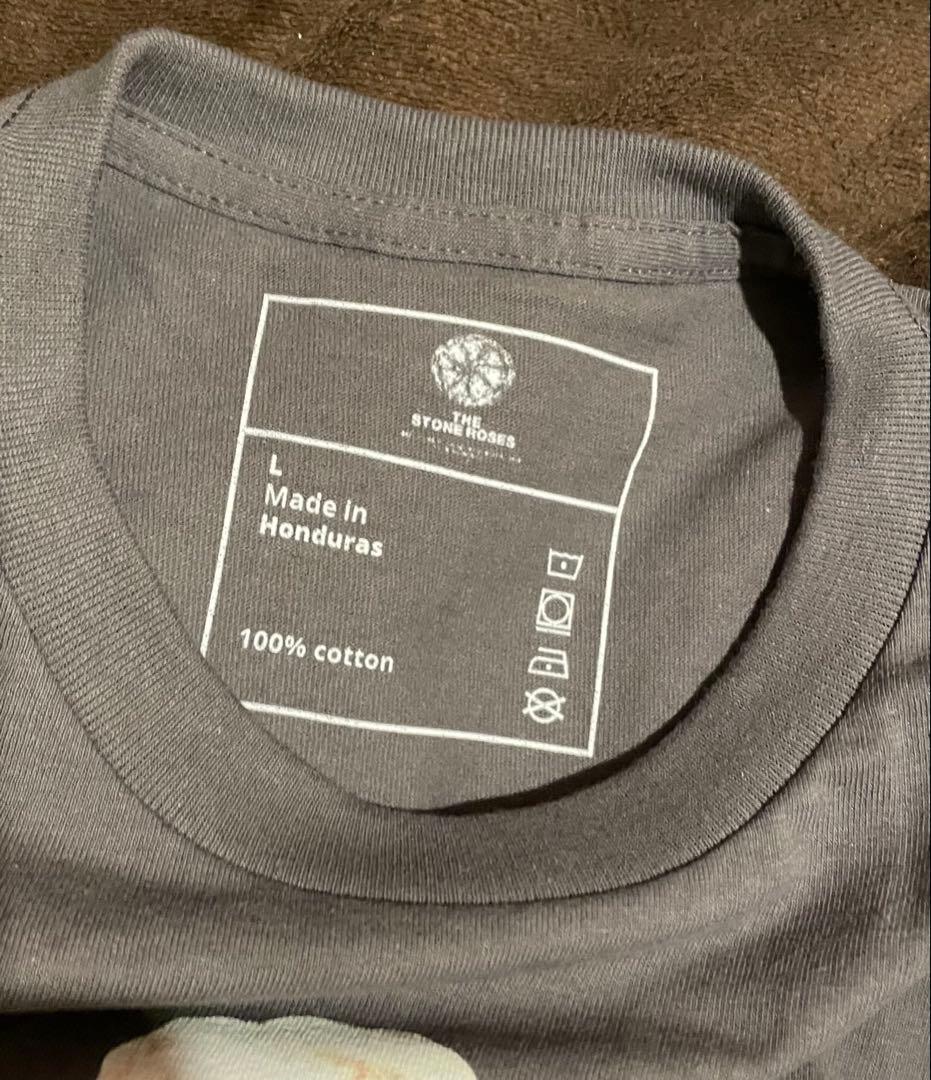 THE
STONE ROSES
L
Made in
Honduras
100% cotton